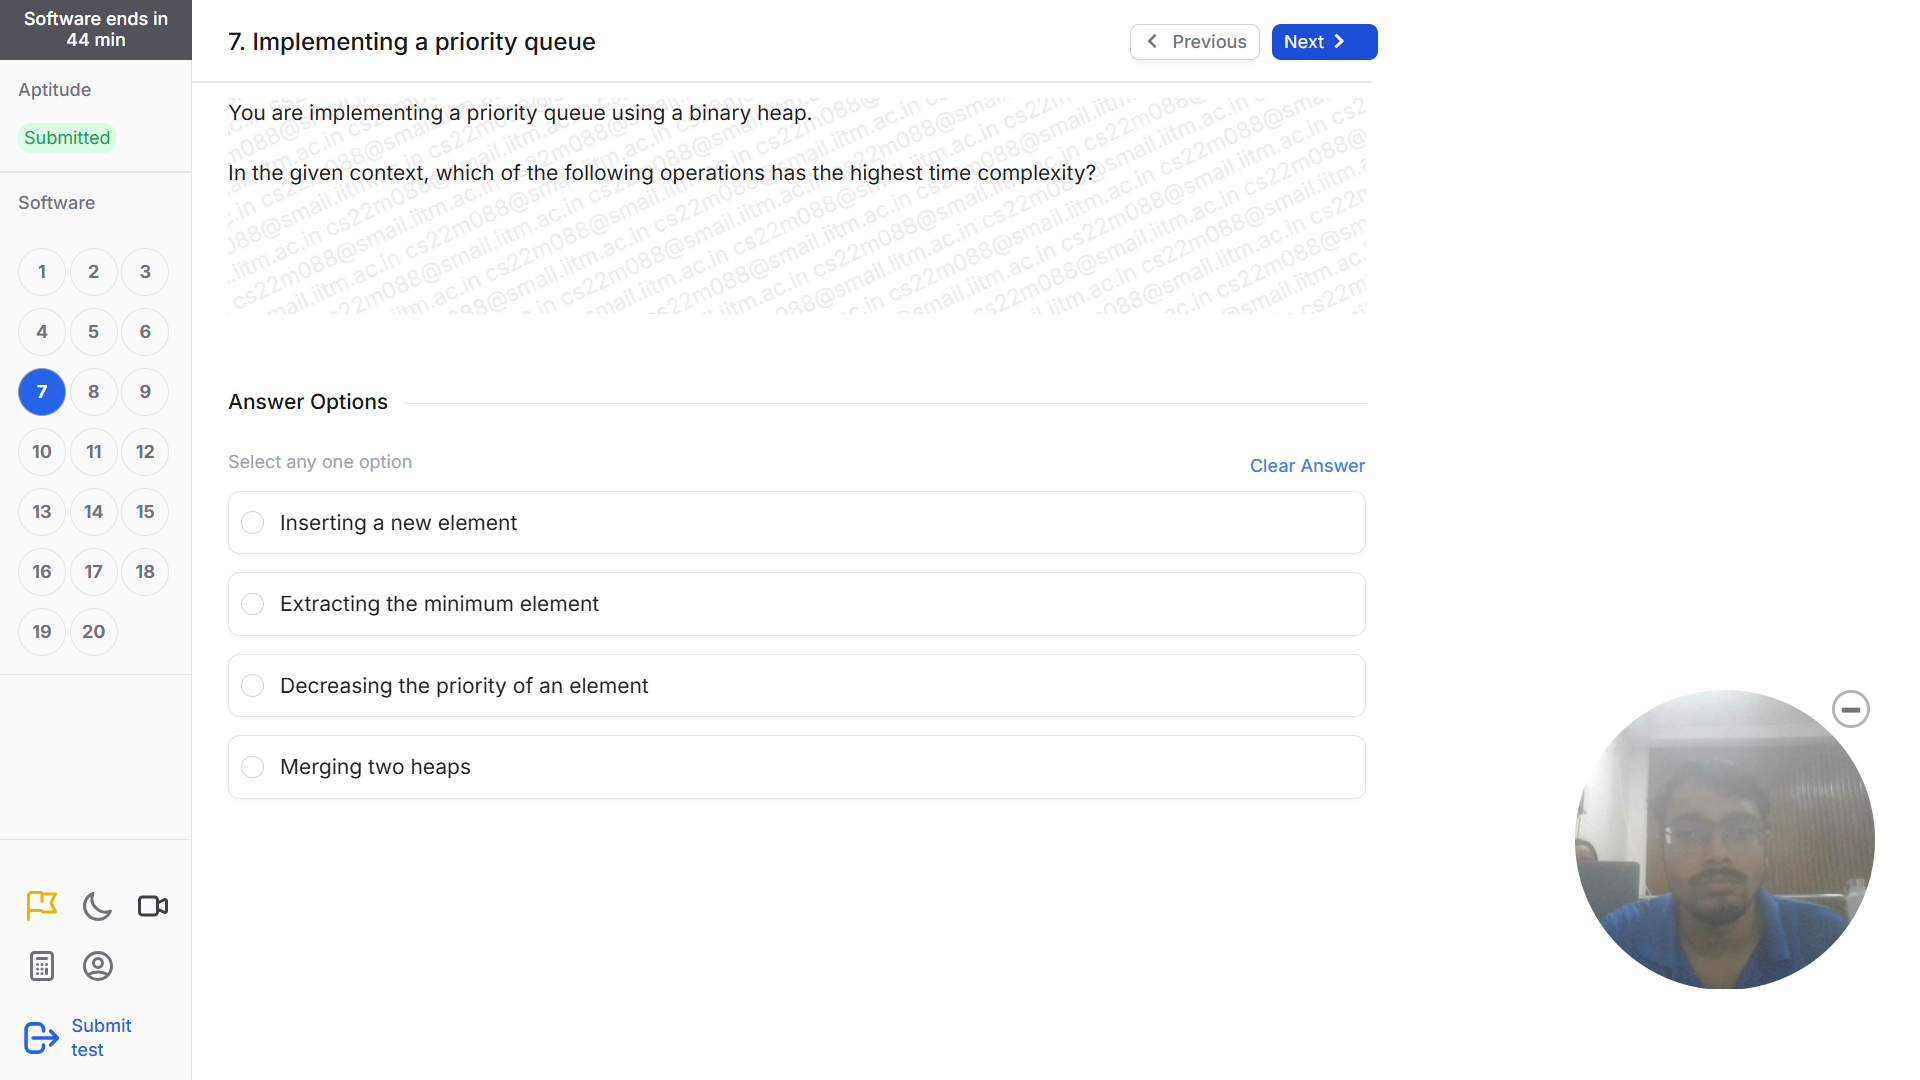 Software ends in
44 min
Aptitude
Submitted
Software
1 2 3
4 5 6
7 8 9
10 11 12
13 14 15
16 17 18
19 20
Submit
test
7. Implementing a priority queue
Previous
Next
You are implementing a priority queue using a binary heap.
In the given context, which of the following operations has the highest time complexity?
cs22m088@smail.iitm.ac.in
Answer Options
Select any one option
Clear Answer
Inserting a new element
Extracting the minimum element
Decreasing the priority of an element
Merging two heaps